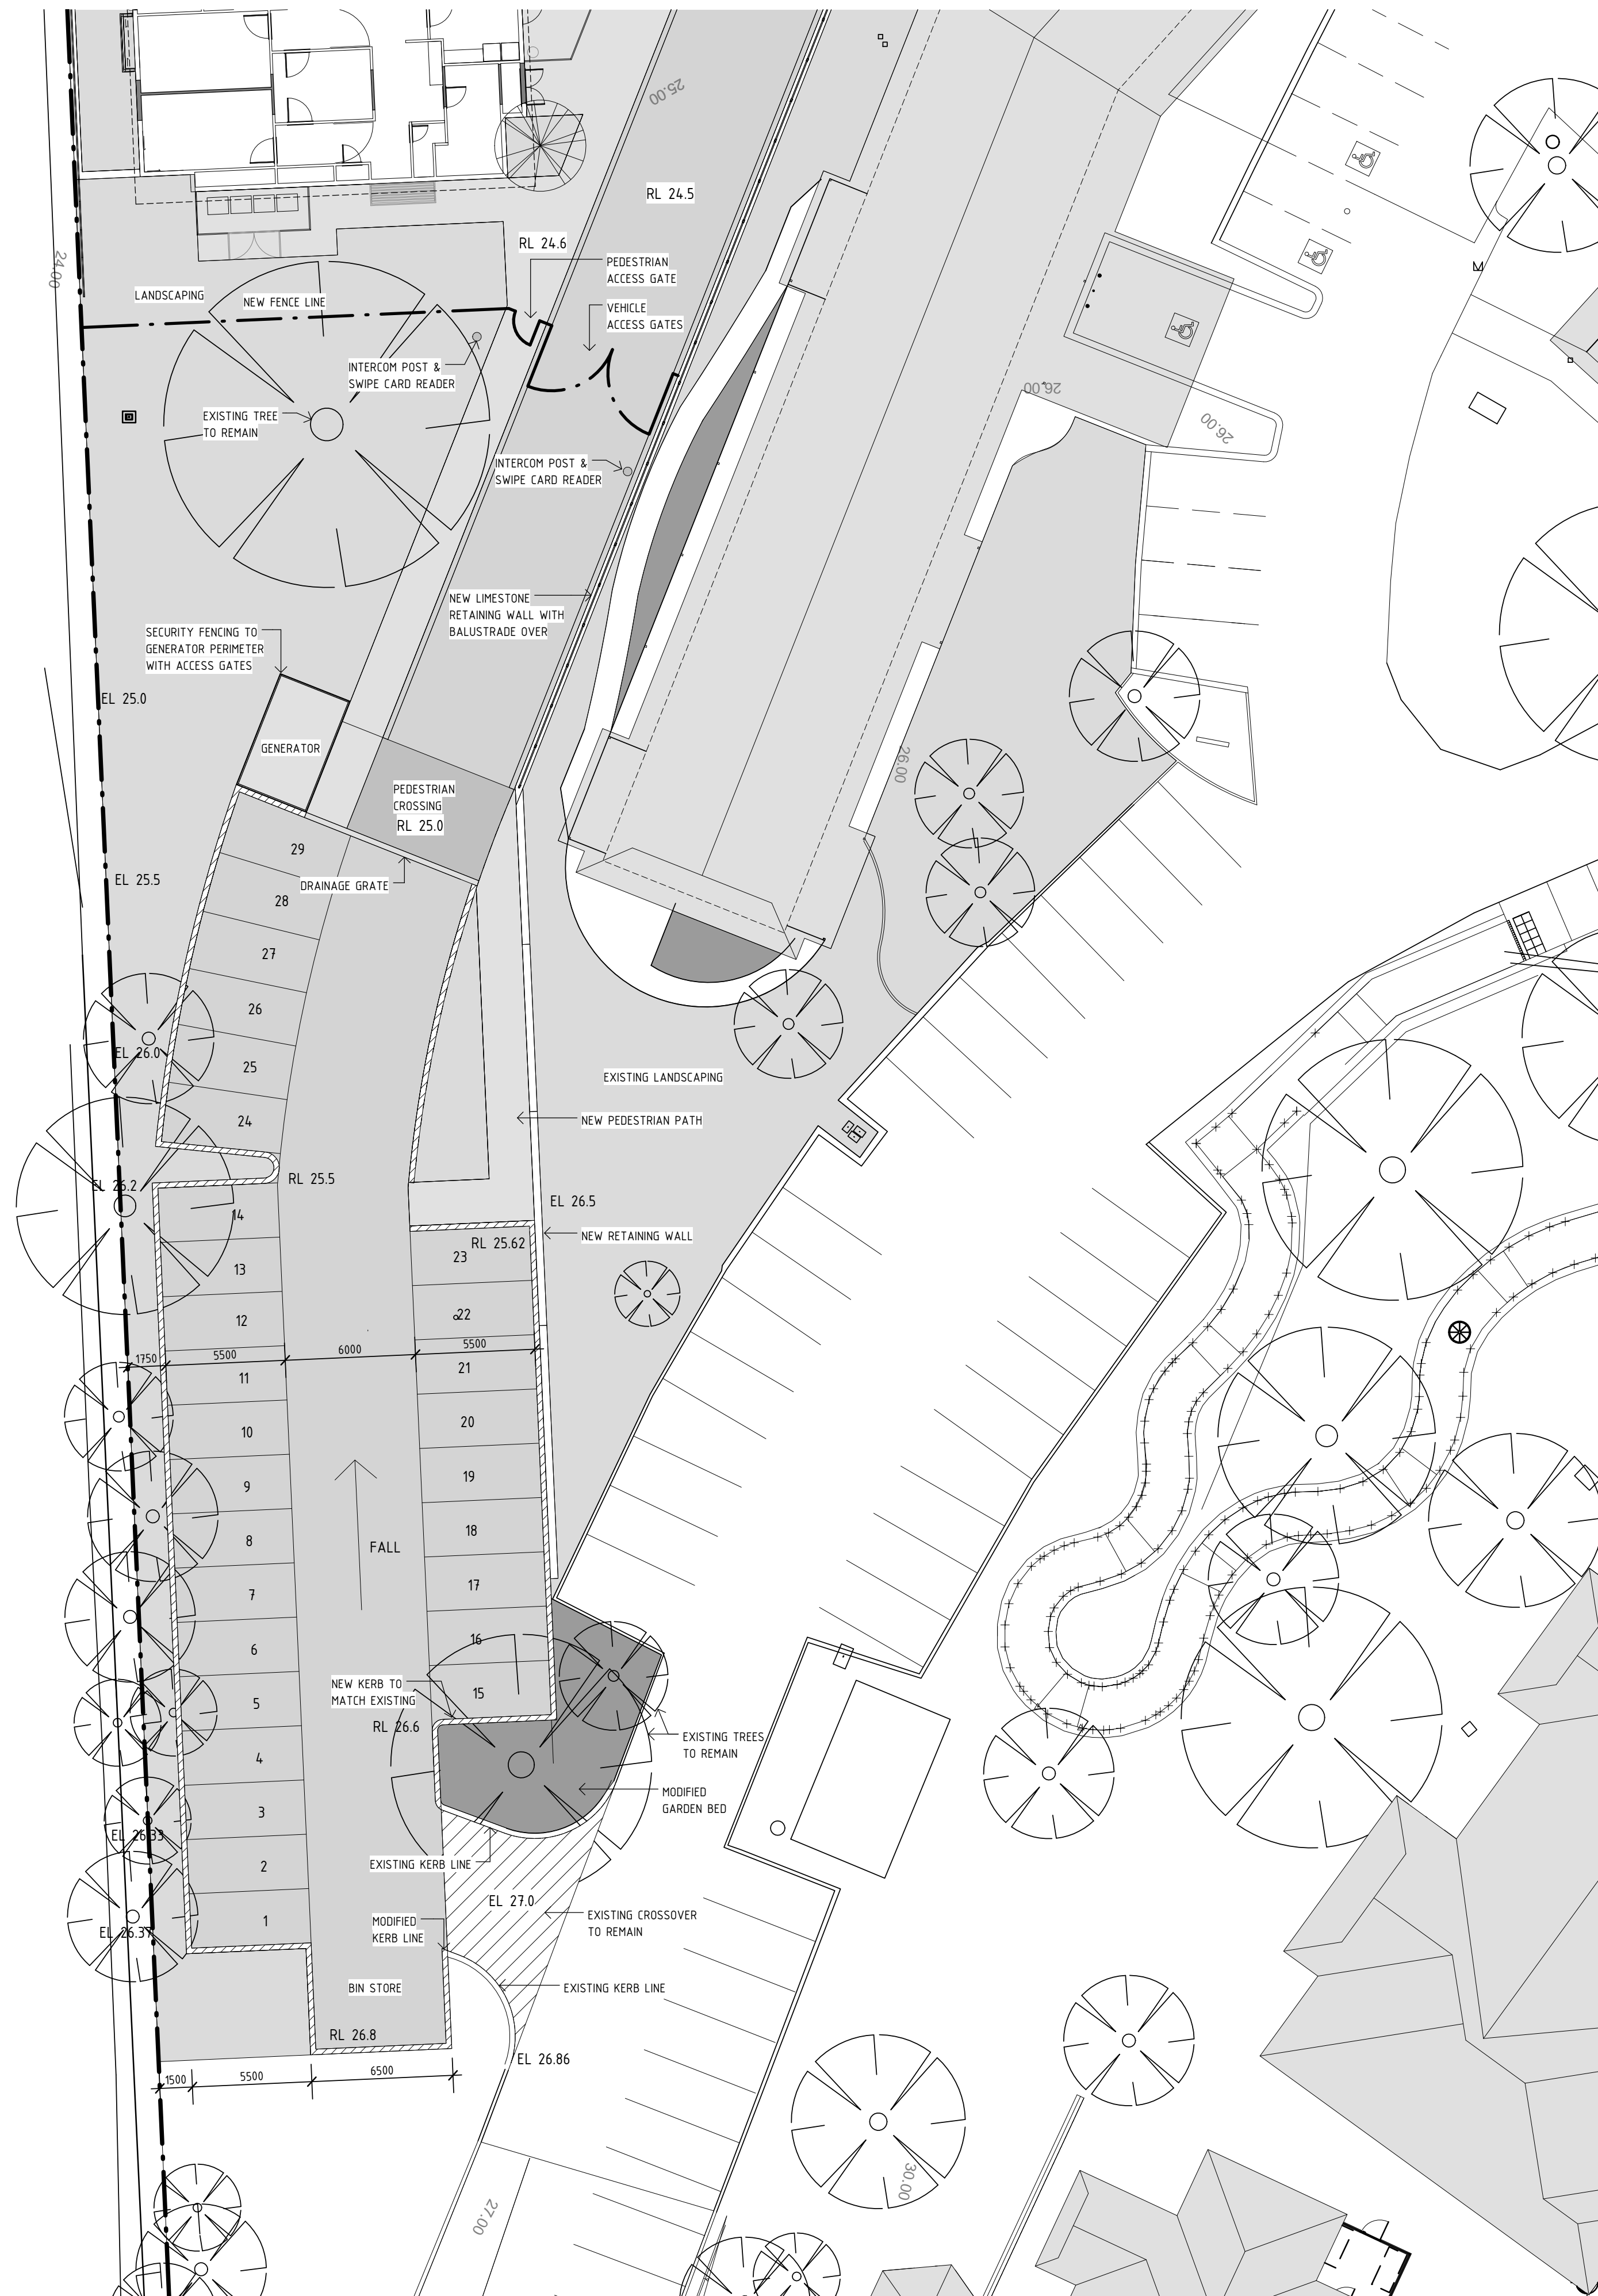 25.00
RL 24.5
RL 24.6
PEDESTRIAN
ACCESS GATE
24.00
LANDSCAPING
NEW FENCE LINE
VEHICLE
ACCESS GATES
INTERCOM POST &
SWIPE CARD READER
26.00
EXISTING TREE
TO REMAIN
26.00
INTERCOM POST &
SWIPE CARD READER
NEW LIMESTONE
RETAINING WALL WITH
BALUSTRADE OVER
SECURITY FENCING TO
GENERATOR PERIMETER
WITH ACCESS GATES
EL 25.0
GENERATOR
26.00
PEDESTRIAN
CROSSING
RL 25.0
29
EL 25.5
DRAINAGE GRATE
28
27
26
EL 26.0
25
EXISTING LANDSCAPING
24
NEW PEDESTRIAN PATH
RL 25.5
EL 26.2
EL 26.5
14
NEW RETAINING WALL
RL 25.62
23
13
22
12
1750
5500
6000
5500
11
21
10
20
9
19
8
18
FALL
7
17
6
16
NEW KERB TO
MATCH EXISTING
5
15
RL 26.6
EXISTING TREES
TO REMAIN
4
MODIFIED
GARDEN BED
3
EL 26.33
EXISTING KERB LINE
2
EL 27.0
EXISTING CROSSOVER
TO REMAIN
1
MODIFIED
KERB LINE
EL 26.37
BIN STORE
EXISTING KERB LINE
RL 26.8
EL 26.86
1500
5500
6500
30.00
27.00